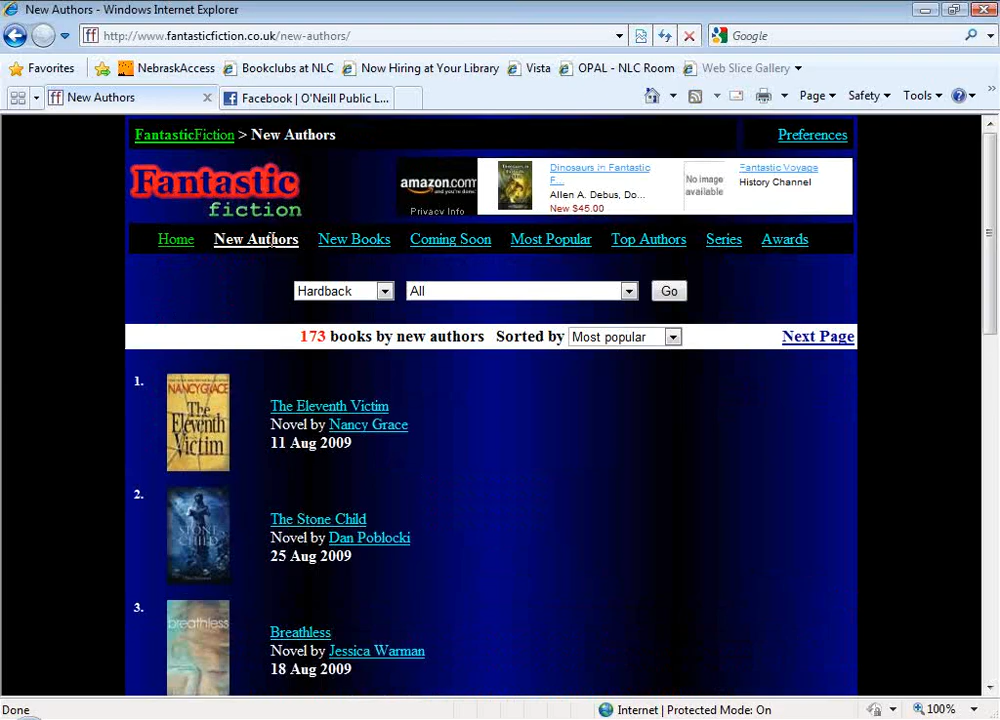 New Authors - Windows Internet Explorer
http://www.fantasticfiction.co.uk/new-authors/
Google
Favorites NebraskAccess Bookclubs at NLC Now Hiring at Your Library Vista OPAL - NLC Room Web Slice Gallery
New Authors Facebook | O'Neill Public L... Page Safety Tools
FantasticFiction > New Authors Preferences
Fantastic
fiction
amazon.com
and you're done.
Privacy Info
Dinosaurs in Fantastic
F...
Allen A. Debus, Do...
New $45.00
No image
available
Fantastic Voyage
History Channel
Home New Authors New Books Coming Soon Most Popular Top Authors Series Awards
Hardback All Go
173 books by new authors Sorted by Most popular Next Page
1.
NANCY GRACE
The
Eleventh
Victim
The Eleventh Victim
Novel by Nancy Grace
11 Aug 2009
2.
STONE
CHILD
The Stone Child
Novel by Dan Poblocki
25 Aug 2009
3.
breathless
Breathless
Novel by Jessica Warman
18 Aug 2009
Done Internet | Protected Mode: On 100%